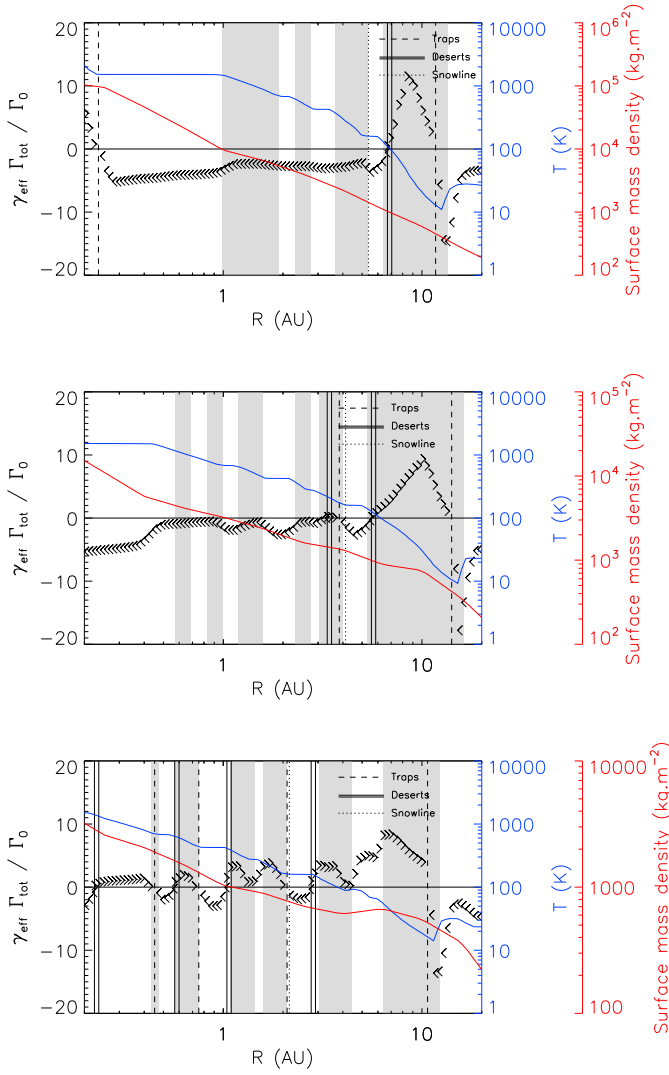 20
10
0
−10
−20
γeff Γtot / Γ0
1
10
R (AU)
Traps
Deserts
Snowline
10000
1000
100
10
1
T (K)
10^6
10^5
10^4
10^3
10^2
Surface mass density (kg.m−2)
20
10
0
−10
−20
γeff Γtot / Γ0
1
10
R (AU)
Traps
Deserts
Snowline
10000
1000
100
10
1
T (K)
10^5
10^4
10^3
10^2
Surface mass density (kg.m−2)
20
10
0
−10
−20
γeff Γtot / Γ0
1
10
R (AU)
Traps
Deserts
Snowline
10000
1000
100
10
1
T (K)
10000
1000
100
Surface mass density (kg.m−2)